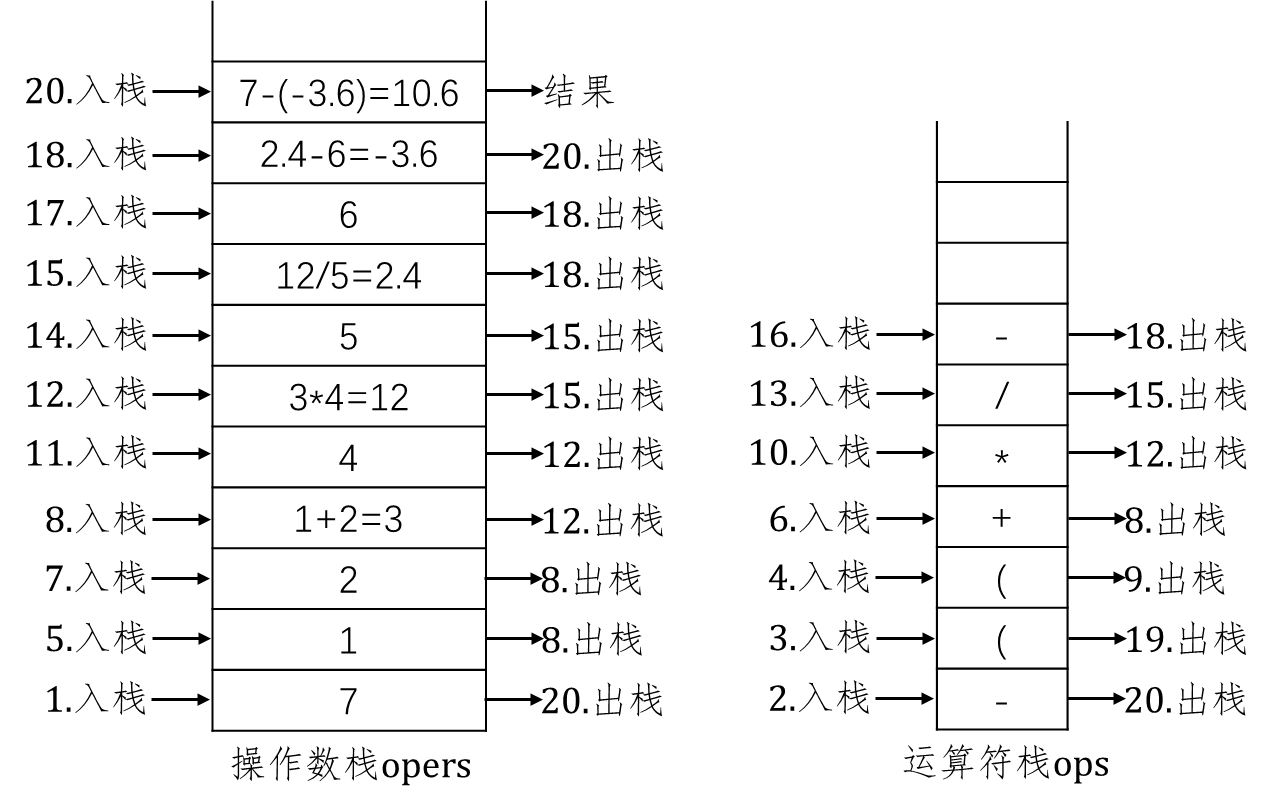 20.入栈 7-(-3.6)=10.6 结果
18.入栈 2.4-6=-3.6 20.出栈
17.入栈 6 18.出栈
15.入栈 12/5=2.4 18.出栈
14.入栈 5 15.出栈
12.入栈 3*4=12 15.出栈
11.入栈 4 12.出栈
8.入栈 1+2=3 12.出栈
7.入栈 2 8.出栈
5.入栈 1 8.出栈
1.入栈 7 20.出栈
操作数栈opers
16.入栈 - 18.出栈
13.入栈 / 15.出栈
10.入栈 * 12.出栈
6.入栈 + 8.出栈
4.入栈 ( 9.出栈
3.入栈 ( 19.出栈
2.入栈 - 20.出栈
运算符栈ops